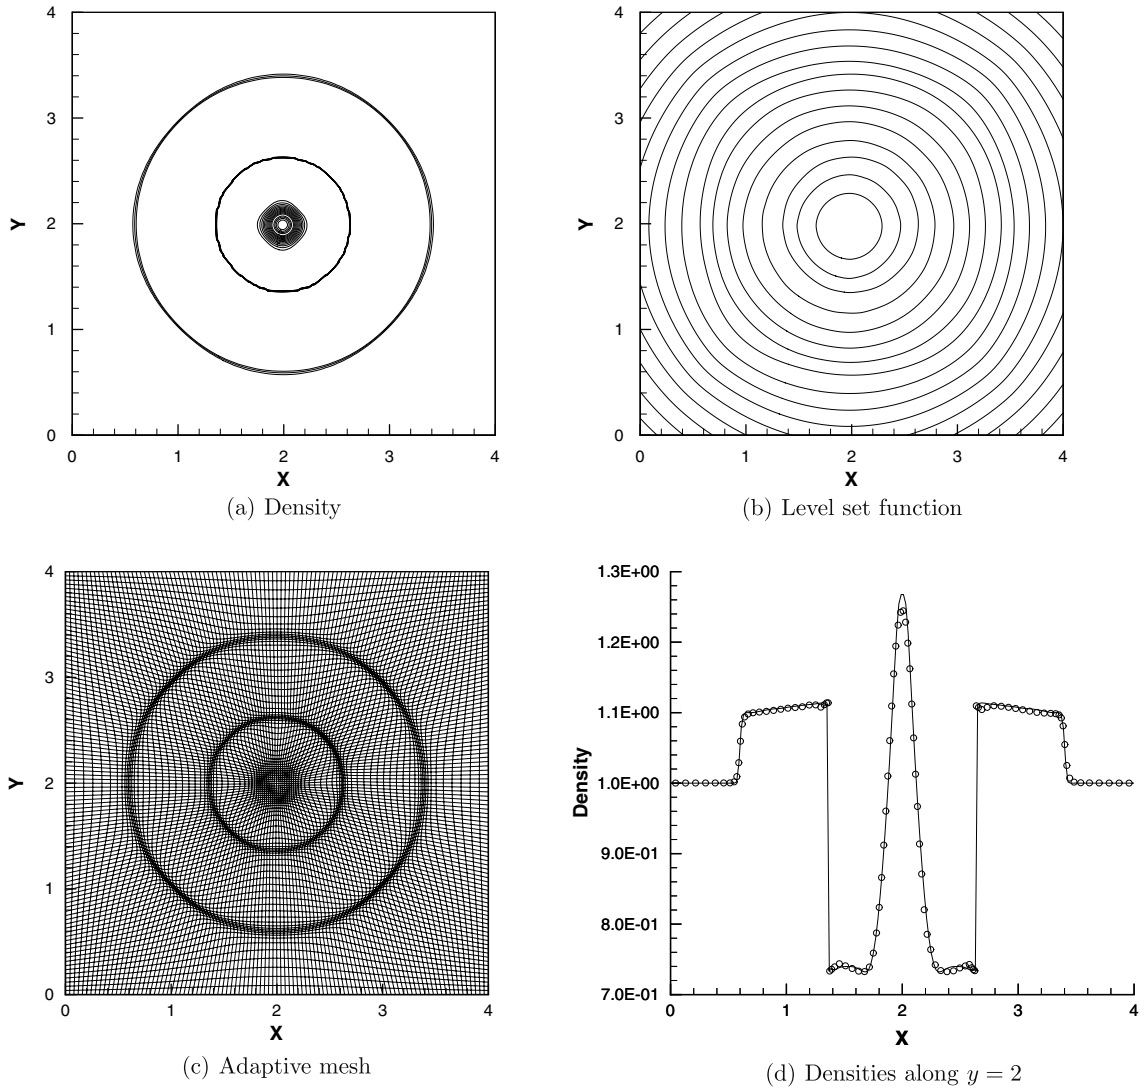 4
3
2
1
0
Y
0 1 2 3 4
X
(a) Density
4
3
2
1
0
Y
0 1 2 3 4
X
(b) Level set function
4
3
2
1
0
Y
0 1 2 3 4
X
(c) Adaptive mesh
1.3E+00
1.2E+00
1.1E+00
1.0E+00
9.0E-01
8.0E-01
7.0E-01
Density
0 1 2 3 4
X
(d) Densities along y = 2